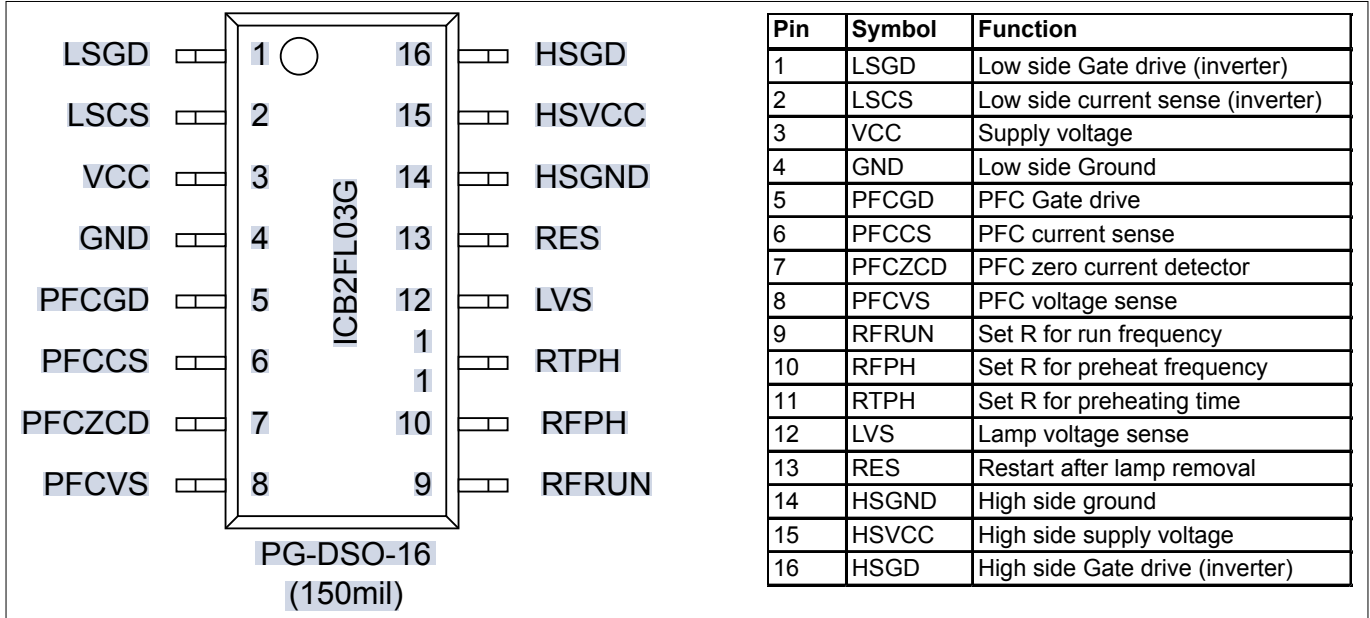 LSGD 1 16 HSGD
LSCS 2 15 HSVCC
VCC 3 14 HSGND
GND 4 13 RES
PFCGD 5 12 LVS
PFCCS 6 1 1 RTPH
PFCZCD 7 10 RFPH
PFCVS 8 9 RFRUN
ICB2FL03G
PG-DSO-16
(150mil)
Pin Symbol Function
1 LSGD Low side Gate drive (inverter)
2 LSCS Low side current sense (inverter)
3 VCC Supply voltage
4 GND Low side Ground
5 PFCGD PFC Gate drive
6 PFCCS PFC current sense
7 PFCZCD PFC zero current detector
8 PFCVS PFC voltage sense
9 RFRUN Set R for run frequency
10 RFPH Set R for preheat frequency
11 RTPH Set R for preheating time
12 LVS Lamp voltage sense
13 RES Restart after lamp removal
14 HSGND High side ground
15 HSVCC High side supply voltage
16 HSGD High side Gate drive (inverter)